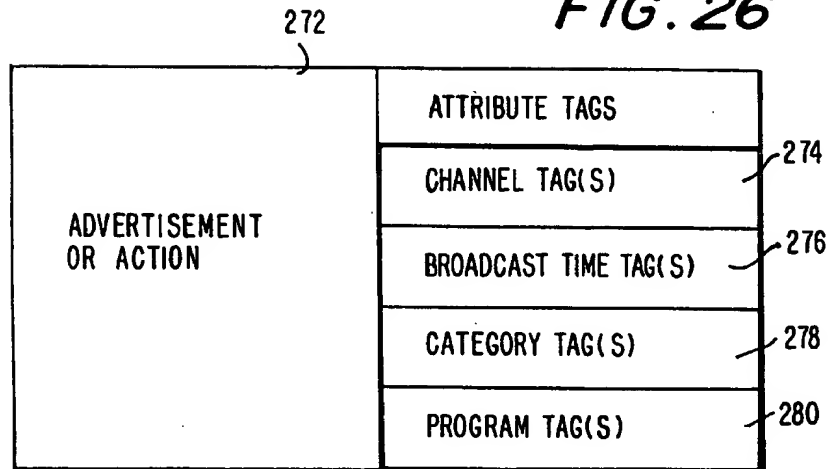 FIG. 26
272
ATTRIBUTE TAGS
CHANNEL TAG(S)
274
ADVERTISEMENT
OR ACTION
BROADCAST TIME TAG(S)
276
CATEGORY TAG(S)
278
PROGRAM TAG(S)
280